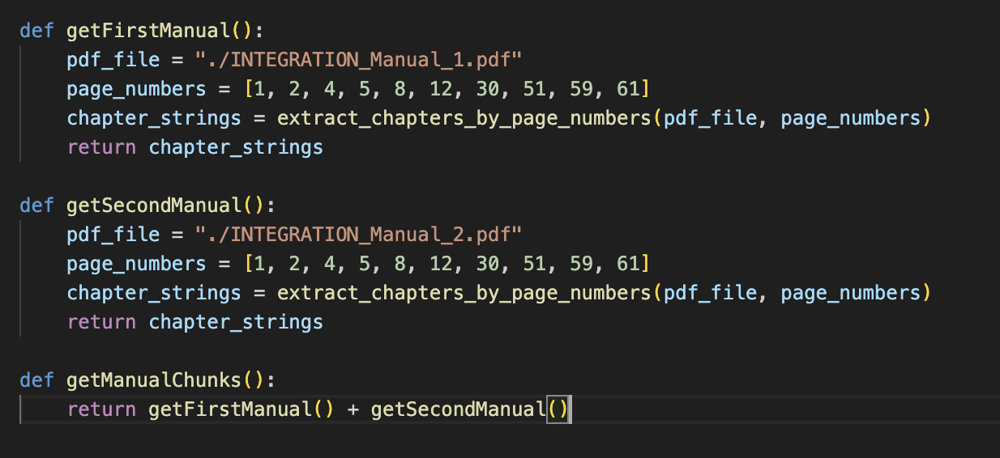 def getFirstManual():
    pdf_file = "./INTEGRATION_Manual_1.pdf"
    page_numbers = [1, 2, 4, 5, 8, 12, 30, 51, 59, 61]
    chapter_strings = extract_chapters_by_page_numbers(pdf_file, page_numbers)
    return chapter_strings

def getSecondManual():
    pdf_file = "./INTEGRATION_Manual_2.pdf"
    page_numbers = [1, 2, 4, 5, 8, 12, 30, 51, 59, 61]
    chapter_strings = extract_chapters_by_page_numbers(pdf_file, page_numbers)
    return chapter_strings

def getManualChunks():
    return getFirstManual() + getSecondManual()